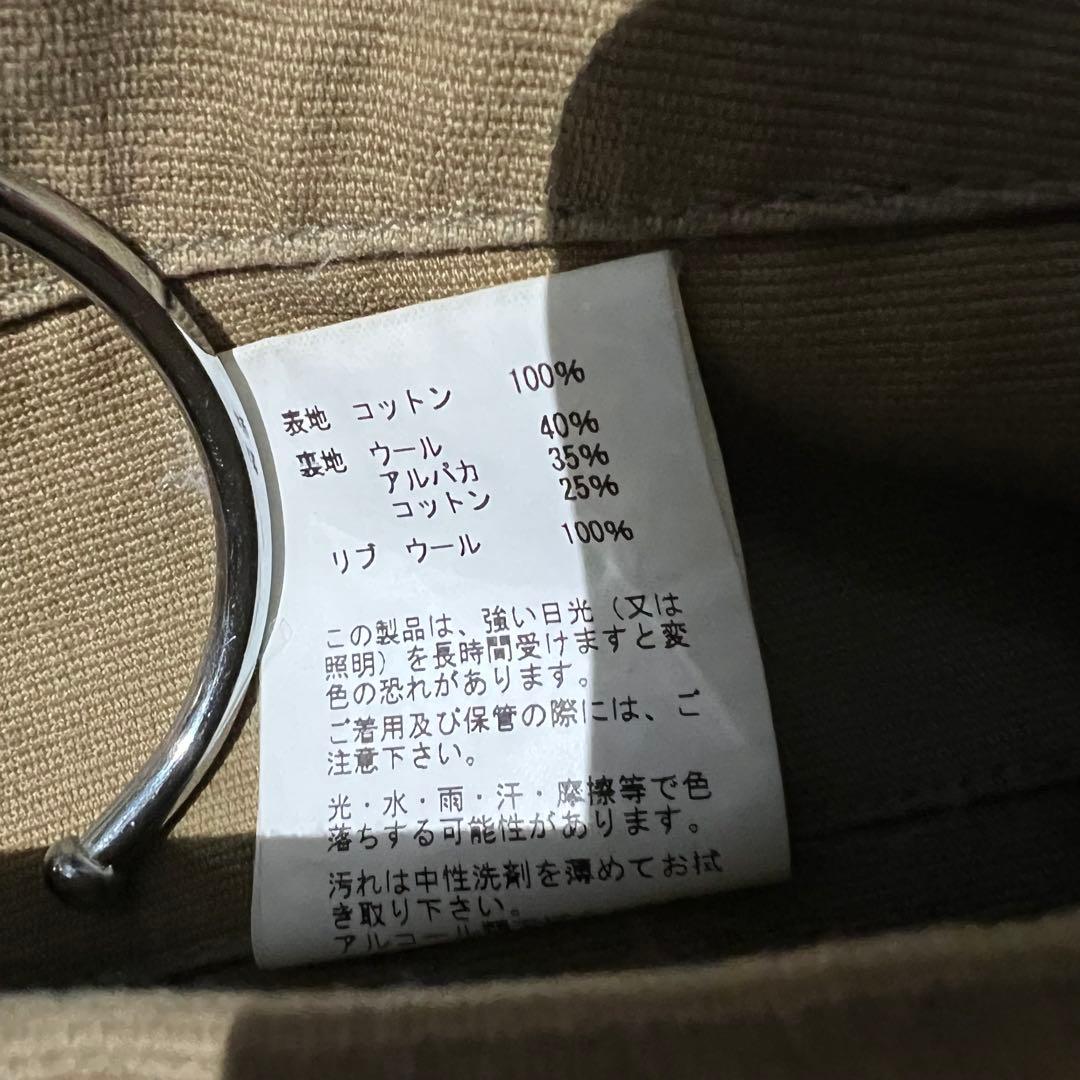 表地 コットン 100%
裏地 ウール 40%
アルパカ 35%
コットン 25%
リブ ウール 100%
この製品は、強い日光（又は
照明）を長時間受けますと変
色の恐れがあります。
ご着用及び保管の際には、ご
注意下さい。
光・水・雨・汗・摩擦等で色
落ちする可能性があります。
汚れは中性洗剤を薄めてお拭
き取り下さい。
アルコール